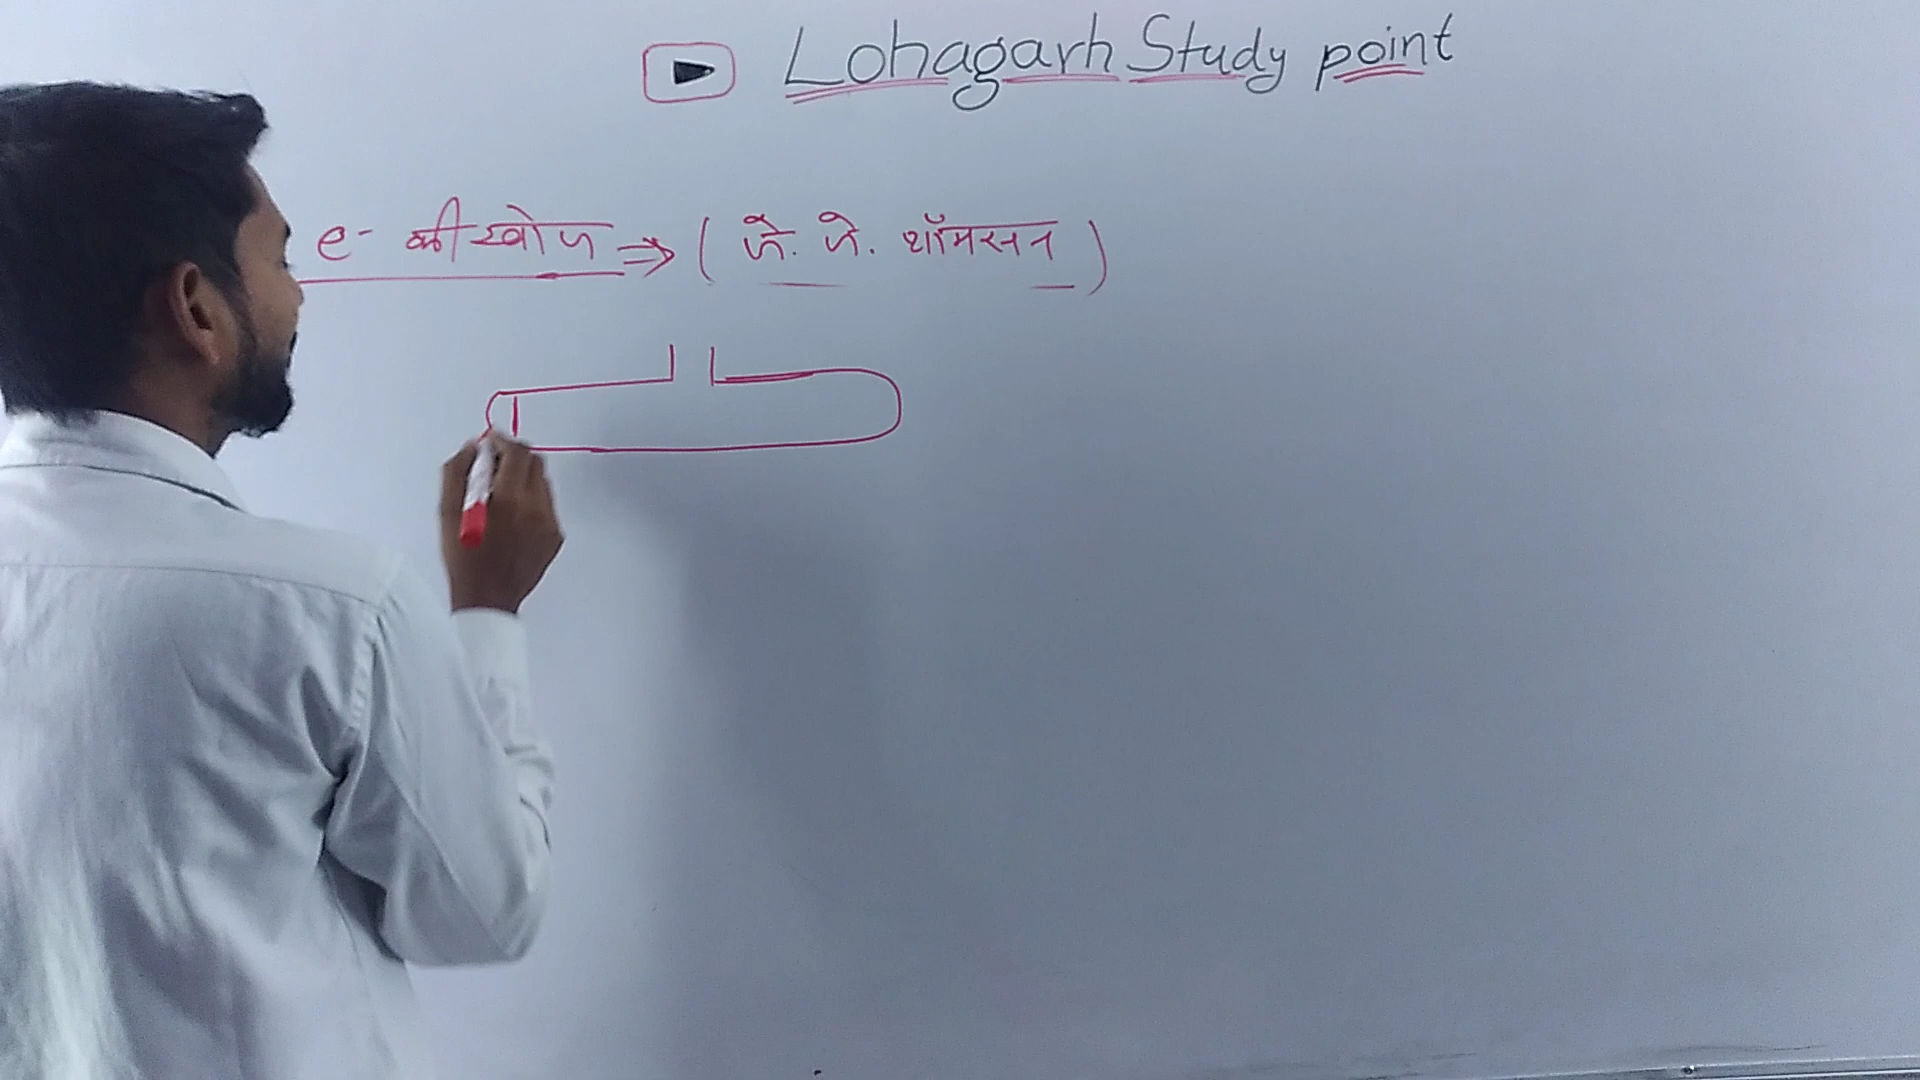 Lohagarh Study point
e- की खोज ⇒ ( जे. जे. थॉमसन )